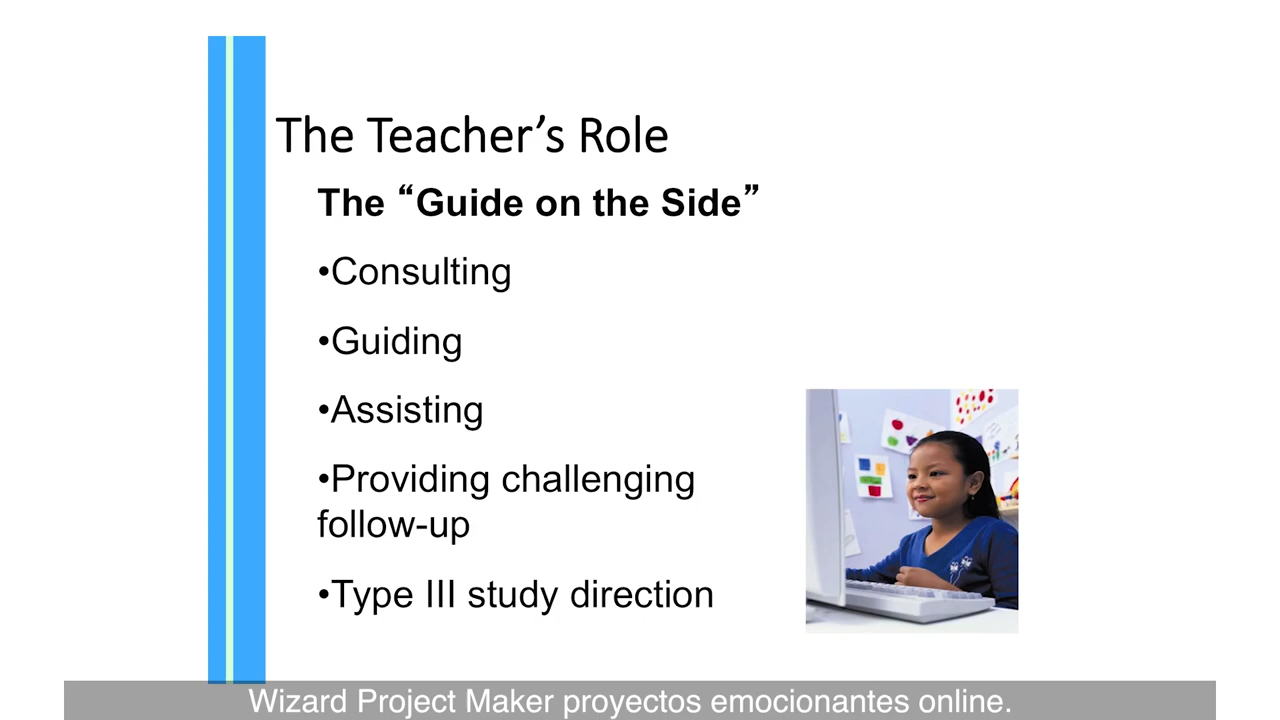 The Teacher’s Role
The “Guide on the Side”
•Consulting
•Guiding
•Assisting
•Providing challenging
follow-up
•Type III study direction
Wizard Project Maker proyectos emocionantes online.